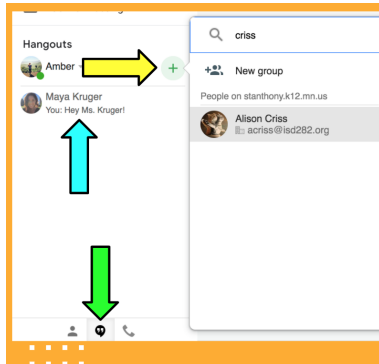 Hangouts
Amber
Maya Kruger
You: Hey Ms. Kruger!
criss
New group
People on stanthony.k12.mn.us
Alison Criss
acriss@isd282.org